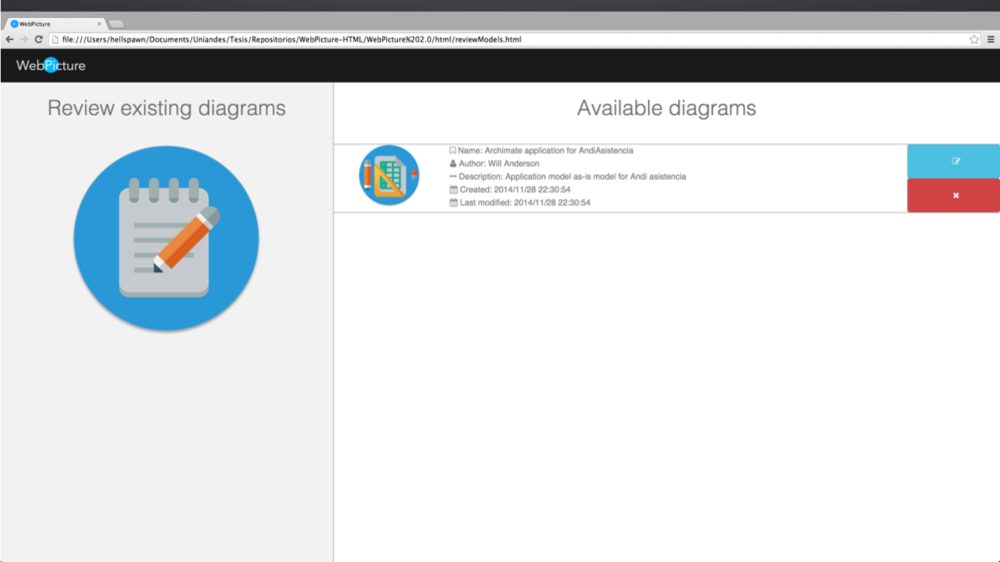 WebPicture
file:///Users/hellspawn/Documents/Uniandes/Tesis/Repositorios/WebPicture-HTML/WebPicture%202.0/html/reviewModels.html
WebPicture
Review existing diagrams
Available diagrams
Name: Archimate application for AndiAsistencia
Author: Will Anderson
Description: Application model as-is model for Andi asistencia
Created: 2014/11/28 22:30:54
Last modified: 2014/11/28 22:30:54